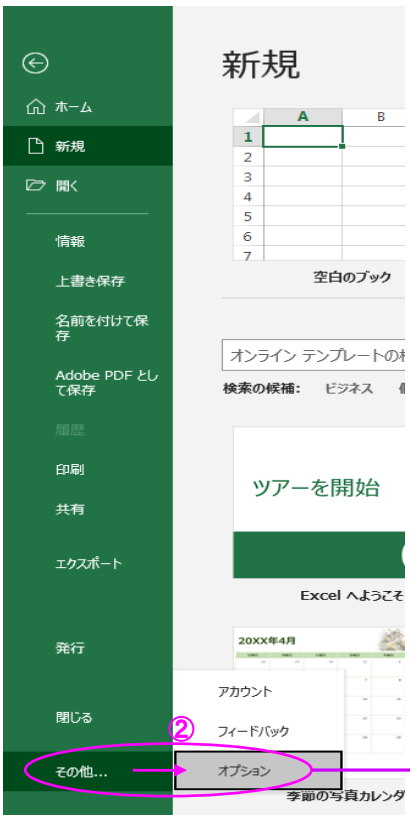 新規
ホーム
新規
開く
情報
上書き保存
名前を付けて保
存
Adobe PDF とし
て保存
履歴
印刷
共有
エクスポート
発行
閉じる
その他...
A B
1
2
3
4
5
6
7
空白のブック
オンライン テンプレートの
検索の候補: ビジネス
ツアーを開始
Excel へようこそ
20XX年4月
アカウント
②
フィードバック
オプション
季節の写真カレンダ